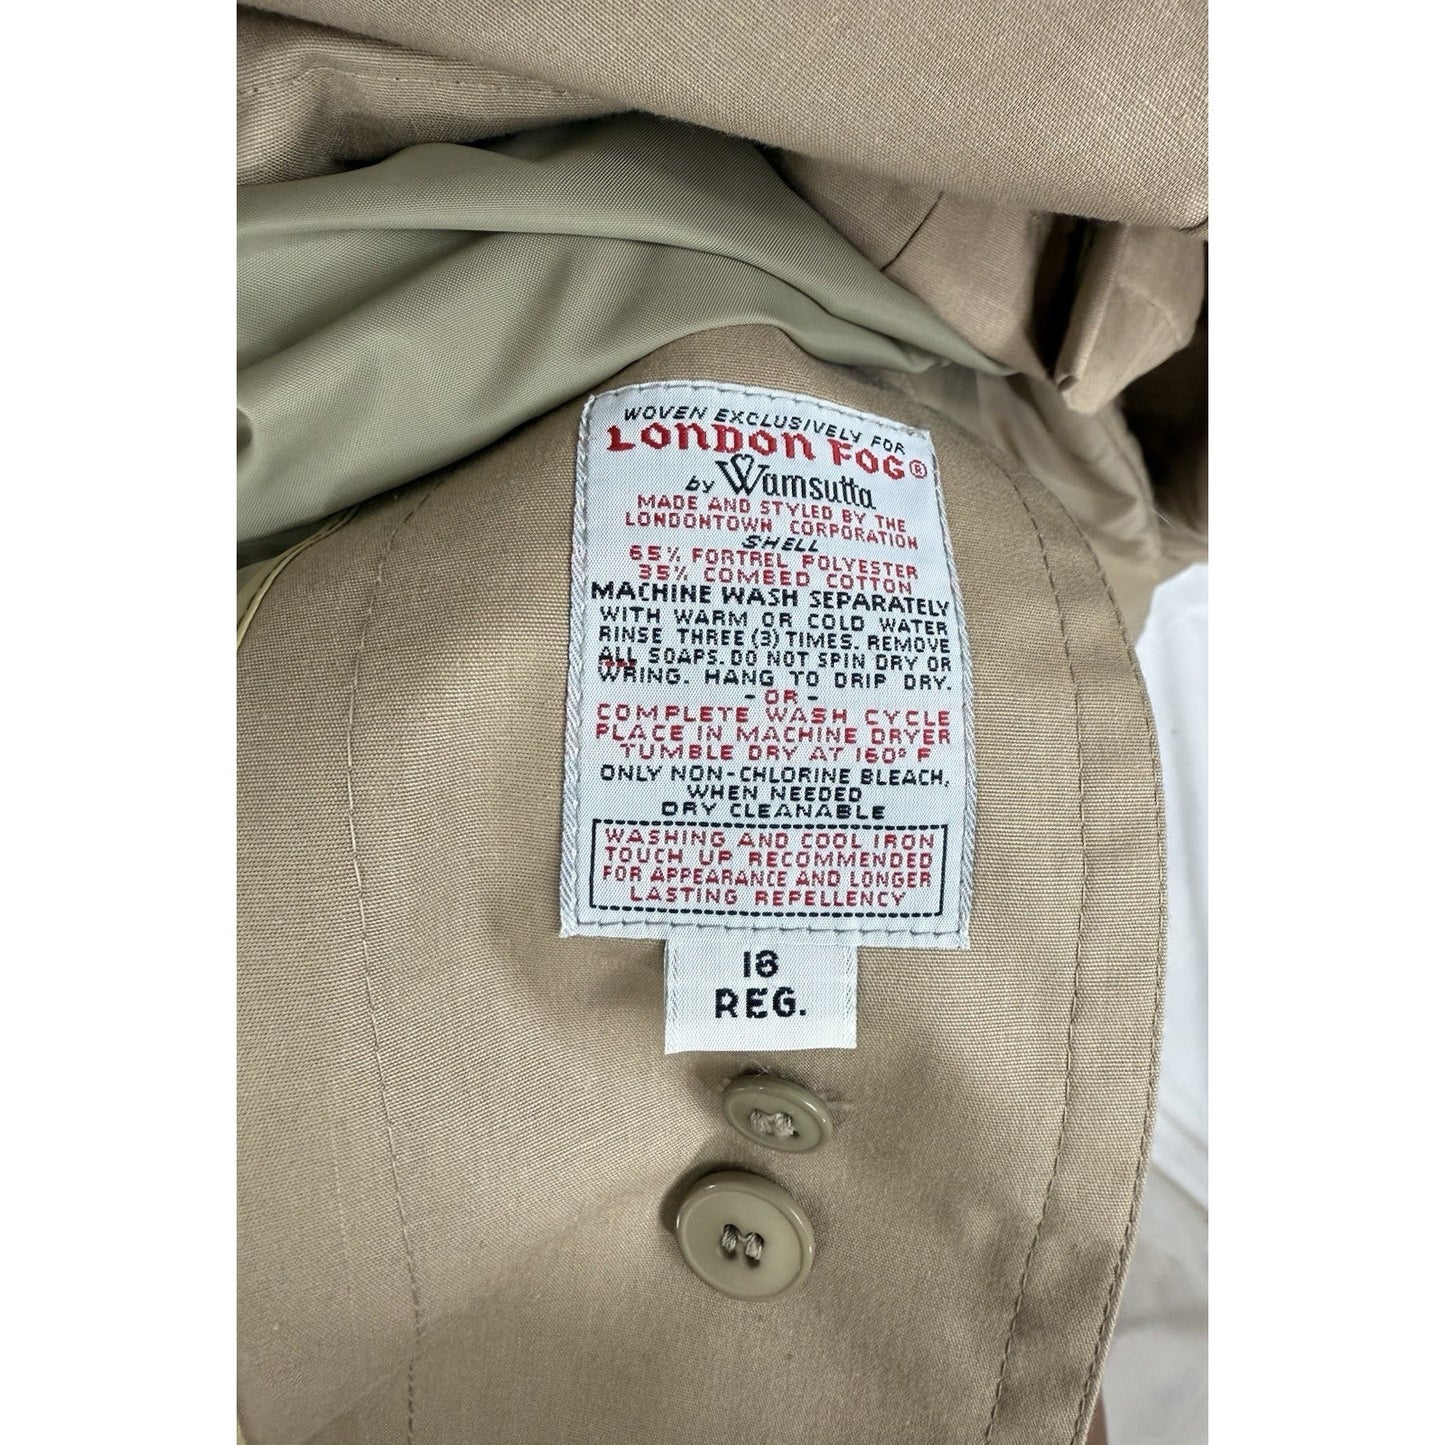 WOVEN EXCLUSIVELY FOR
LONDON FOG®
by Wamsutta
MADE AND STYLED BY THE
LONDONTOWN CORPORATION
SHELL
65% FORTREL POLYESTER
35% COMBED COTTON
MACHINE WASH SEPARATELY
WITH WARM OR COLD WATER
RINSE THREE (3) TIMES. REMOVE
ALL SOAPS. DO NOT SPIN DRY OR
WRING. HANG TO DRIP DRY.
- OR -
COMPLETE WASH CYCLE
PLACE IN MACHINE DRYER
TUMBLE DRY AT 160° F
ONLY NON-CHLORINE BLEACH,
WHEN NEEDED
DRY CLEANABLE
WASHING AND COOL IRON
TOUCH UP RECOMMENDED
FOR APPEARANCE AND LONGER
LASTING REPELLENCY
18
REG.